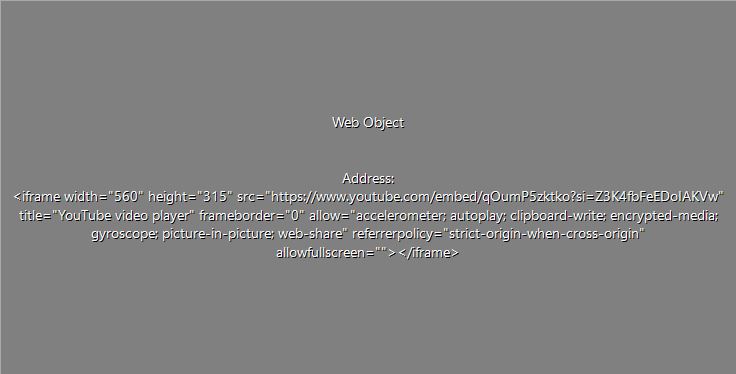 Web Object
Address:
<iframe width="560" height="315" src="https://www.youtube.com/embed/qOumP5zktko?si=Z3K4fbFeEDoIAKVw"
title="YouTube video player" frameborder="0" allow="accelerometer; autoplay; clipboard-write; encrypted-media;
gyroscope; picture-in-picture; web-share" referrerpolicy="strict-origin-when-cross-origin"
allowfullscreen=""></iframe>